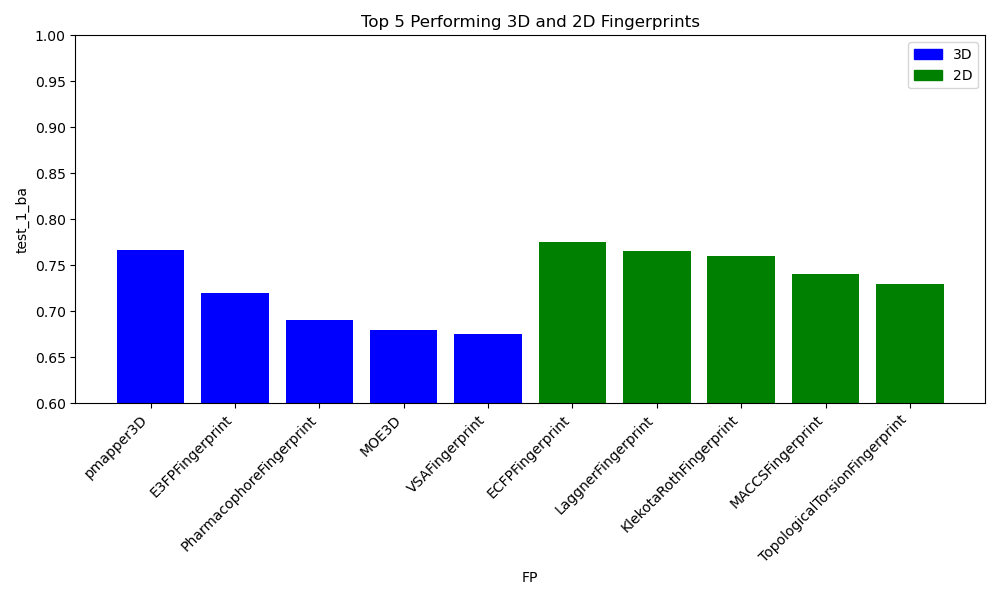 Top 5 Performing 3D and 2D Fingerprints
1.00
0.95
0.90
0.85
0.80
0.75
0.70
0.65
0.60
test_1_ba
3D
2D
pmapper3D
E3FPFingerprint
PharmacophoreFingerprint
MOE3D
VSAFingerprint
ECFPFingerprint
LaggnerFingerprint
KlekotaRothFingerprint
MACCSFingerprint
TopologicalTorsionFingerprint
FP